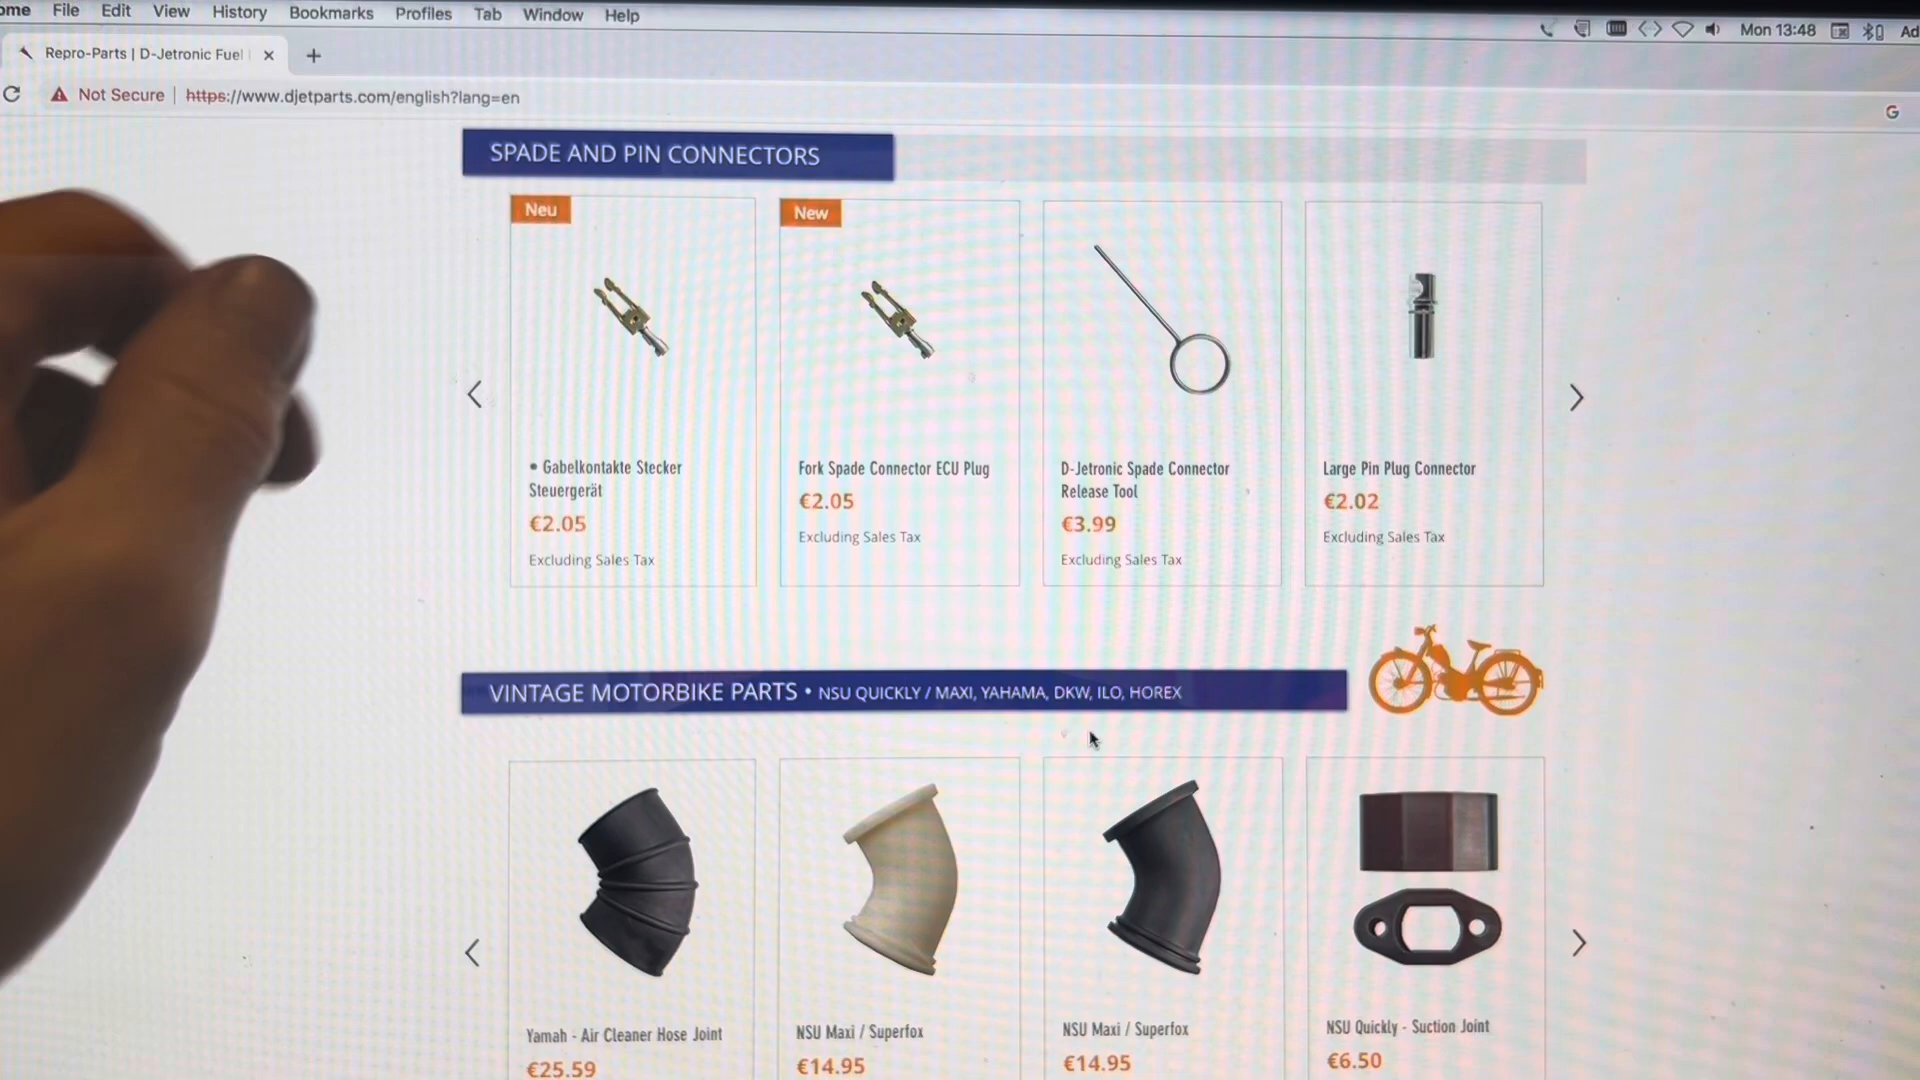 ome File Edit View History Bookmarks Profiles Tab Window Help
Mon 13:48 Ad
Repro-Parts | D-Jetronic Fuel
Not Secure | https://www.djetparts.com/english?lang=en
G
SPADE AND PIN CONNECTORS
Neu
New
• Gabelkontakte Stecker
Steuergerät
€2.05
Excluding Sales Tax
Fork Spade Connector ECU Plug
€2.05
Excluding Sales Tax
D-Jetronic Spade Connector
Release Tool
€3.99
Excluding Sales Tax
Large Pin Plug Connector
€2.02
Excluding Sales Tax
VINTAGE MOTORBIKE PARTS • NSU QUICKLY / MAXI, YAHAMA, DKW, ILO, HOREX
Yamah - Air Cleaner Hose Joint
€25.59
NSU Maxi / Superfox
€14.95
NSU Maxi / Superfox
€14.95
NSU Quickly - Suction Joint
€6.50